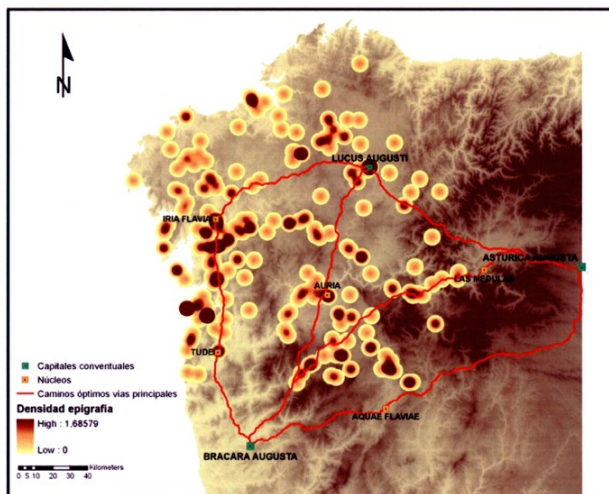 N
LUCUS AUGUSTI
IRIA FLAVIA
ASTURICA AUGUSTA
LAS MEDULAS
AURIA
TUDE
AQUAE FLAVIAE
BRACARA AUGUSTA
Capitales conventuales
Núcleos
Caminos óptimos vias principales
Densidad epigrafía
High : 1,68579
Low : 0
0 5 10 20 30 40
Kilometers